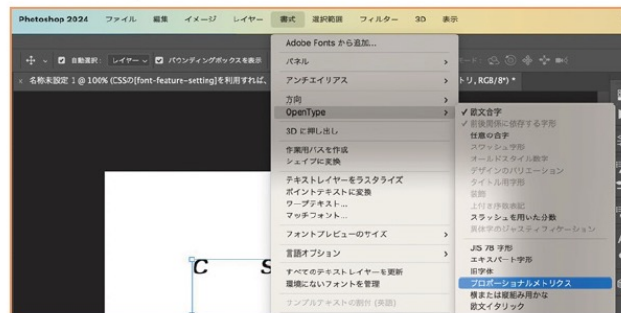 Photoshop 2024 ファイル 編集 イメージ レイヤー 書式 選択範囲 フィルター 3D 表示
自動選択: レイヤー バウンディングボックスを表示
× 名称未設定 1 @ 100% (CSSの[font-feature-setting]を利用すれば、
トリ, RGB/8*) *
Adobe Fonts から追加...
パネル
アンチエイリアス
方向
OpenType
3D に押し出し
作業用パスを作成
シェイプに変換
テキストレイヤーをラスタライズ
ポイントテキストに変換
ワープテキスト...
マッチフォント...
フォントプレビューのサイズ
言語オプション
すべてのテキストレイヤーを更新
環境にないフォントを管理
サンプルテキストの割付 (英語)
✓ 欧文合字
✓ 前後関係に依存する字形
任意の合字
スワッシュ字形
オールドスタイル数字
デザインのバリエーション
タイトル用字形
装飾
上付き序数表記
スラッシュを用いた分数
異体字のジャスティフィケーション
JIS 78 字形
エキスパート字形
旧字体
プロポーショナルメトリクス
横または縦組み用かな
欧文イタリック
C S